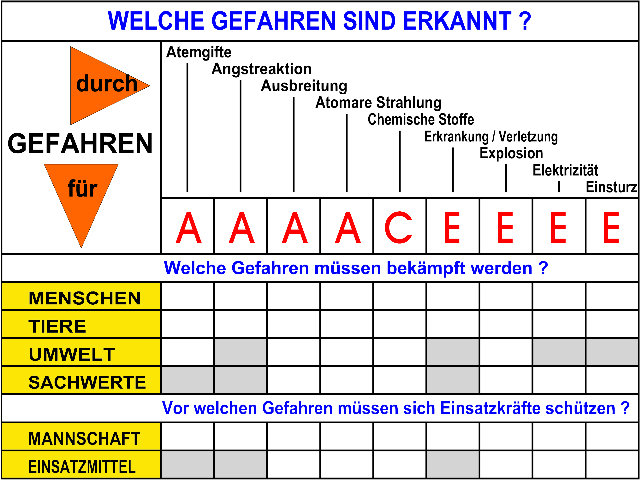 WELCHE GEFAHREN SIND ERKANNT ?
durch
GEFAHREN
für
Atemgifte
Angstreaktion
Ausbreitung
Atomare Strahlung
Chemische Stoffe
Erkrankung / Verletzung
Explosion
Elektrizität
Einsturz
A A A A C E E E E
Welche Gefahren müssen bekämpft werden ?
MENSCHEN
TIERE
UMWELT
SACHWERTE
Vor welchen Gefahren müssen sich Einsatzkräfte schützen ?
MANNSCHAFT
EINSATZMITTEL